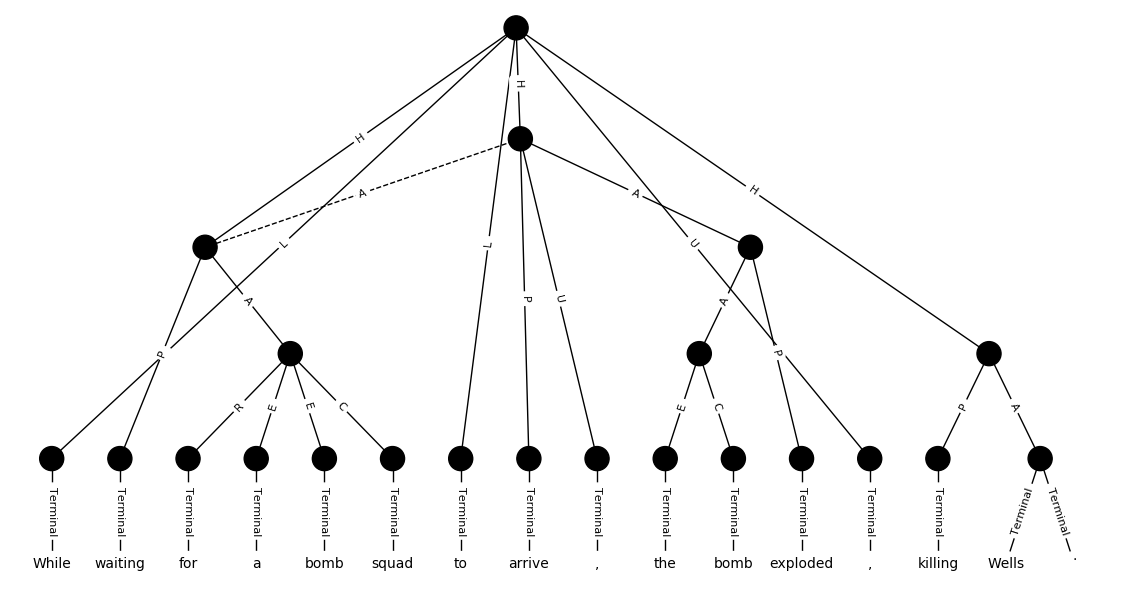 H
H
A
A
H
L
L
U
A
P
U
A
P
P
R
E
E
C
E
C
P
A
Terminal Terminal Terminal Terminal Terminal Terminal Terminal Terminal Terminal Terminal Terminal Terminal Terminal Terminal Terminal Terminal
While waiting for a bomb squad to arrive , the bomb exploded , killing Wells .